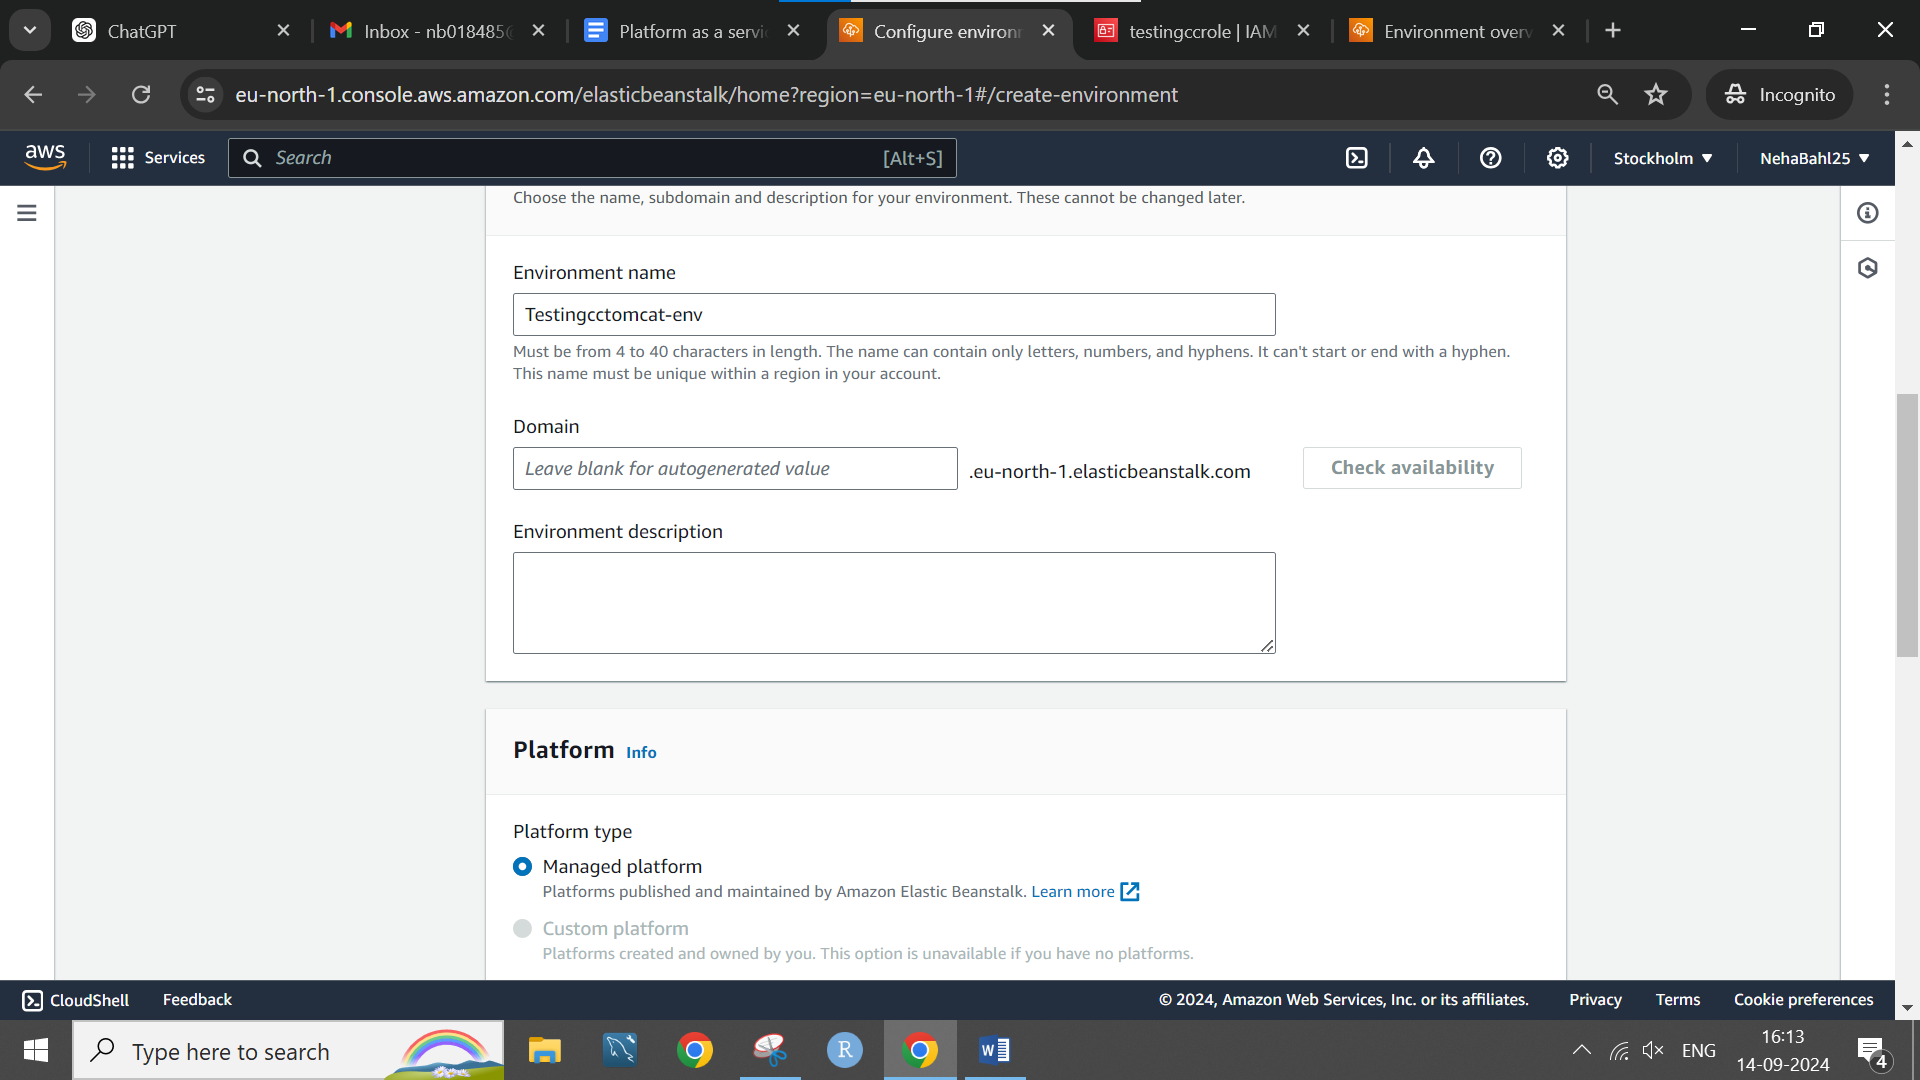 ChatGPT
Inbox - nb018485@
Platform as a servi
Configure environm
testingccrole | IAM
Environment overv
eu-north-1.console.aws.amazon.com/elasticbeanstalk/home?region=eu-north-1#/create-environment
Incognito
aws
Services
Search
[Alt+S]
Stockholm
NehaBahl25
Choose the name, subdomain and description for your environment. These cannot be changed later.
Environment name
Testingcctomcat-env
Must be from 4 to 40 characters in length. The name can contain only letters, numbers, and hyphens. It can't start or end with a hyphen.
This name must be unique within a region in your account.
Domain
Leave blank for autogenerated value
.eu-north-1.elasticbeanstalk.com
Check availability
Environment description
Platform Info
Platform type
Managed platform
Platforms published and maintained by Amazon Elastic Beanstalk. Learn more
Custom platform
Platforms created and owned by you. This option is unavailable if you have no platforms.
CloudShell
Feedback
© 2024, Amazon Web Services, Inc. or its affiliates.
Privacy
Terms
Cookie preferences
Type here to search
R
W
ENG
16:13
14-09-2024
4